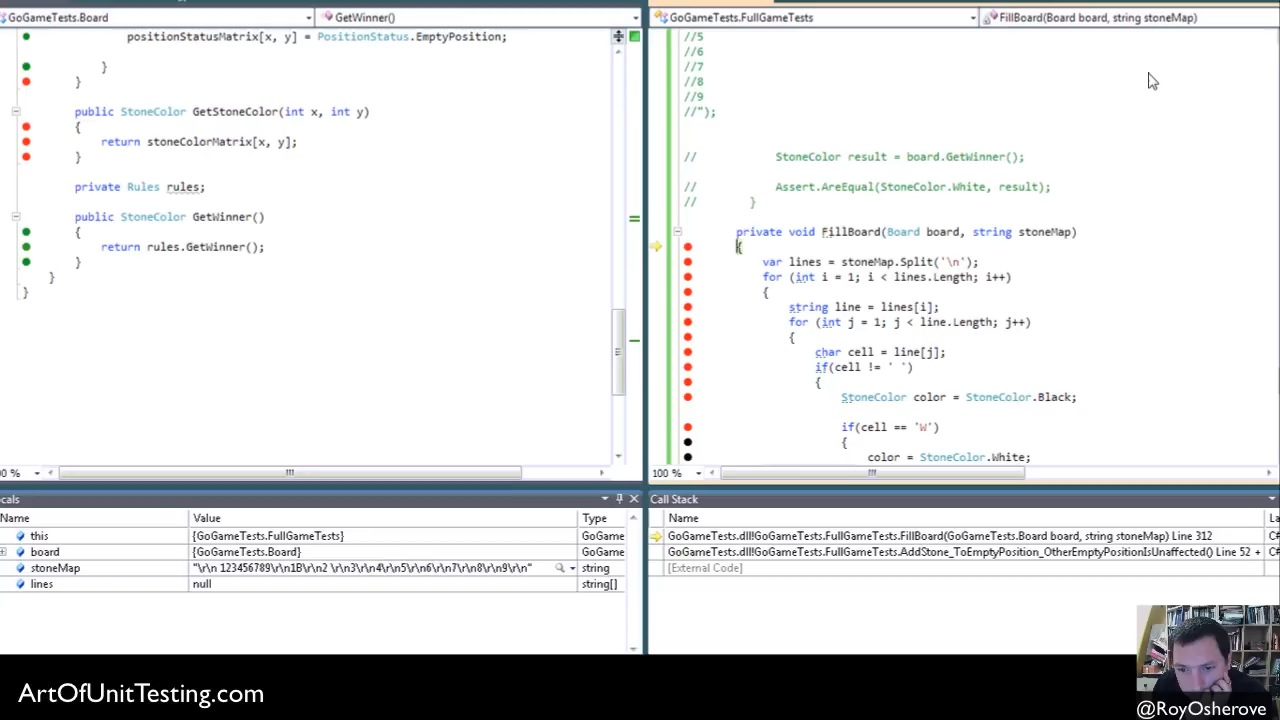 GoGameTests.Board
GetWinner()
positionStatusMatrix[x, y] = PositionStatus.EmptyPosition;
}
}
public StoneColor GetStoneColor(int x, int y)
{
return stoneColorMatrix[x, y];
}
private Rules rules;
public StoneColor GetWinner()
{
return rules.GetWinner();
}
}
}
00 %
GoGameTests.FullGameTests
FillBoard(Board board, string stoneMap)
//5
//6
//7
//8
//9
//");
// StoneColor result = board.GetWinner();
// Assert.AreEqual(StoneColor.White, result);
// }
private void FillBoard(Board board, string stoneMap)
{
var lines = stoneMap.Split('\n');
for (int i = 1; i < lines.Length; i++)
{
string line = lines[i];
for (int j = 1; j < line.Length; j++)
{
char cell = line[j];
if(cell != ' ')
{
StoneColor color = StoneColor.Black;
if(cell == 'W')
{
color = StoneColor.White;
100 %
ocals
Name Value Type
this {GoGameTests.FullGameTests} GoGame
board {GoGameTests.Board} GoGame
stoneMap "\r\n 123456789\r\n1B\r\n2 \r\n3\r\n4\r\n5\r\n6\r\n7\r\n8\r\n9\r\n" string
lines null string[]
Call Stack
Name La
GoGameTests.dll!GoGameTests.FullGameTests.FillBoard(GoGameTests.Board board, string stoneMap) Line 312 C#
GoGameTests.dll!GoGameTests.FullGameTests.AddStone_ToEmptyPosition_OtherEmptyPositionIsUnaffected() Line 52 + C#
[External Code]
ArtOfUnitTesting.com
@RoyOsherove